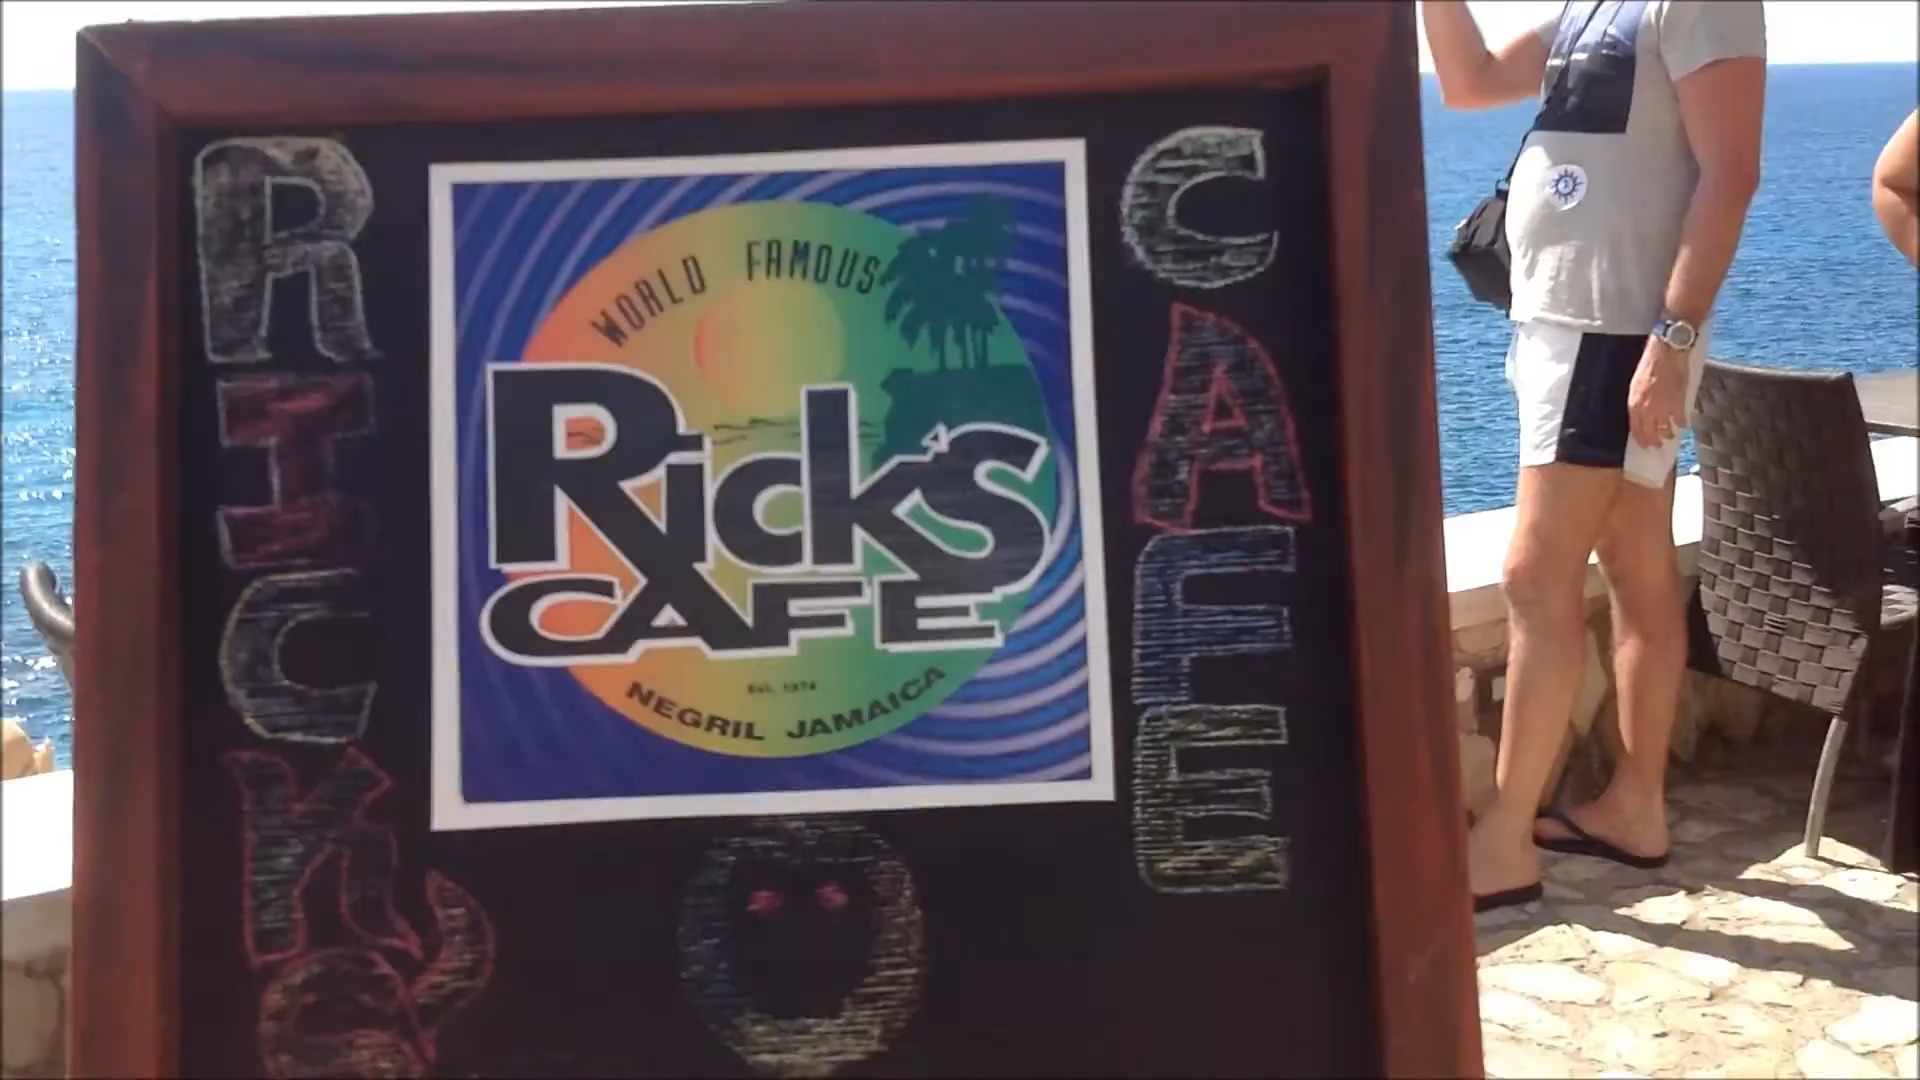 RICK'S
WORLD FAMOUS
Rick's
CAFE
EST. 1974
NEGRIL JAMAICA
CAFE